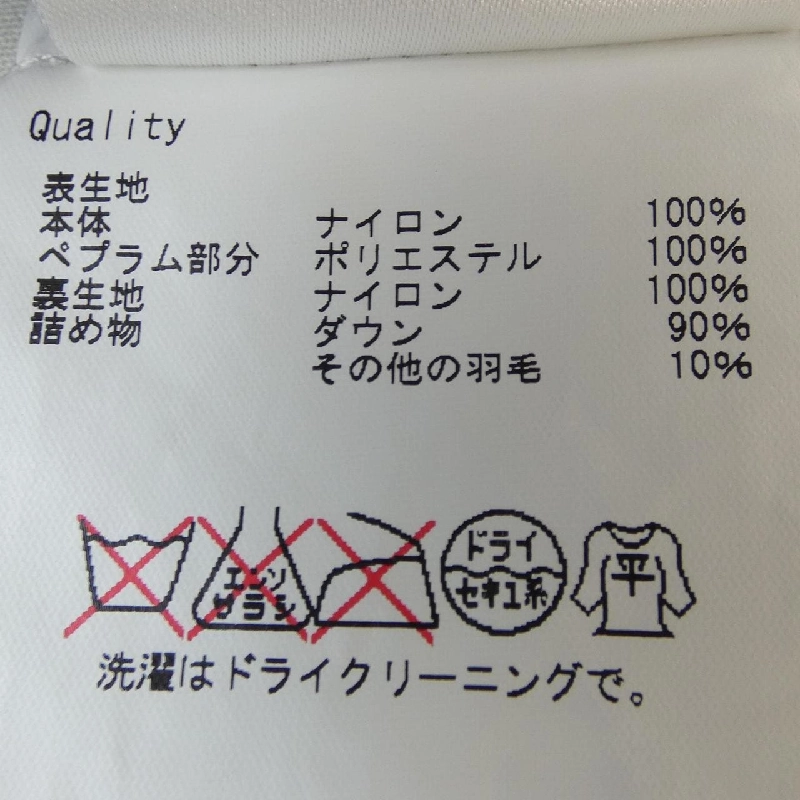 Quality
表生地
本体 ナイロン 100%
ペプラム部分 ポリエステル 100%
裏生地 ナイロン 100%
詰め物 ダウン 90%
その他の羽毛 10%
エンソ
サラシ
ドライ
セキユ系
平
洗濯はドライクリーニングで。